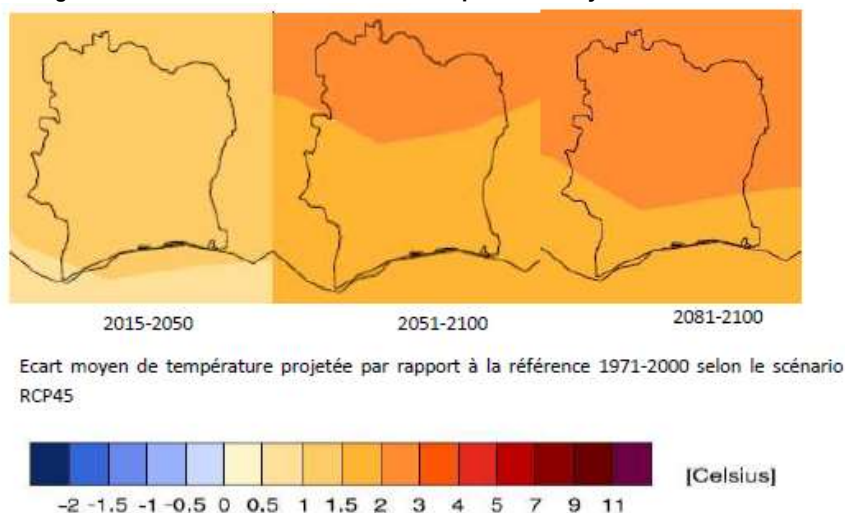 2015-2050
2051-2100
2081-2100
Ecart moyen de température projetée par rapport à la référence 1971-2000 selon le scénario
RCP45
[Celsius]
-2 -1.5 -1 -0.5 0 0.5 1 1.5 2 3 4 5 7 9 11